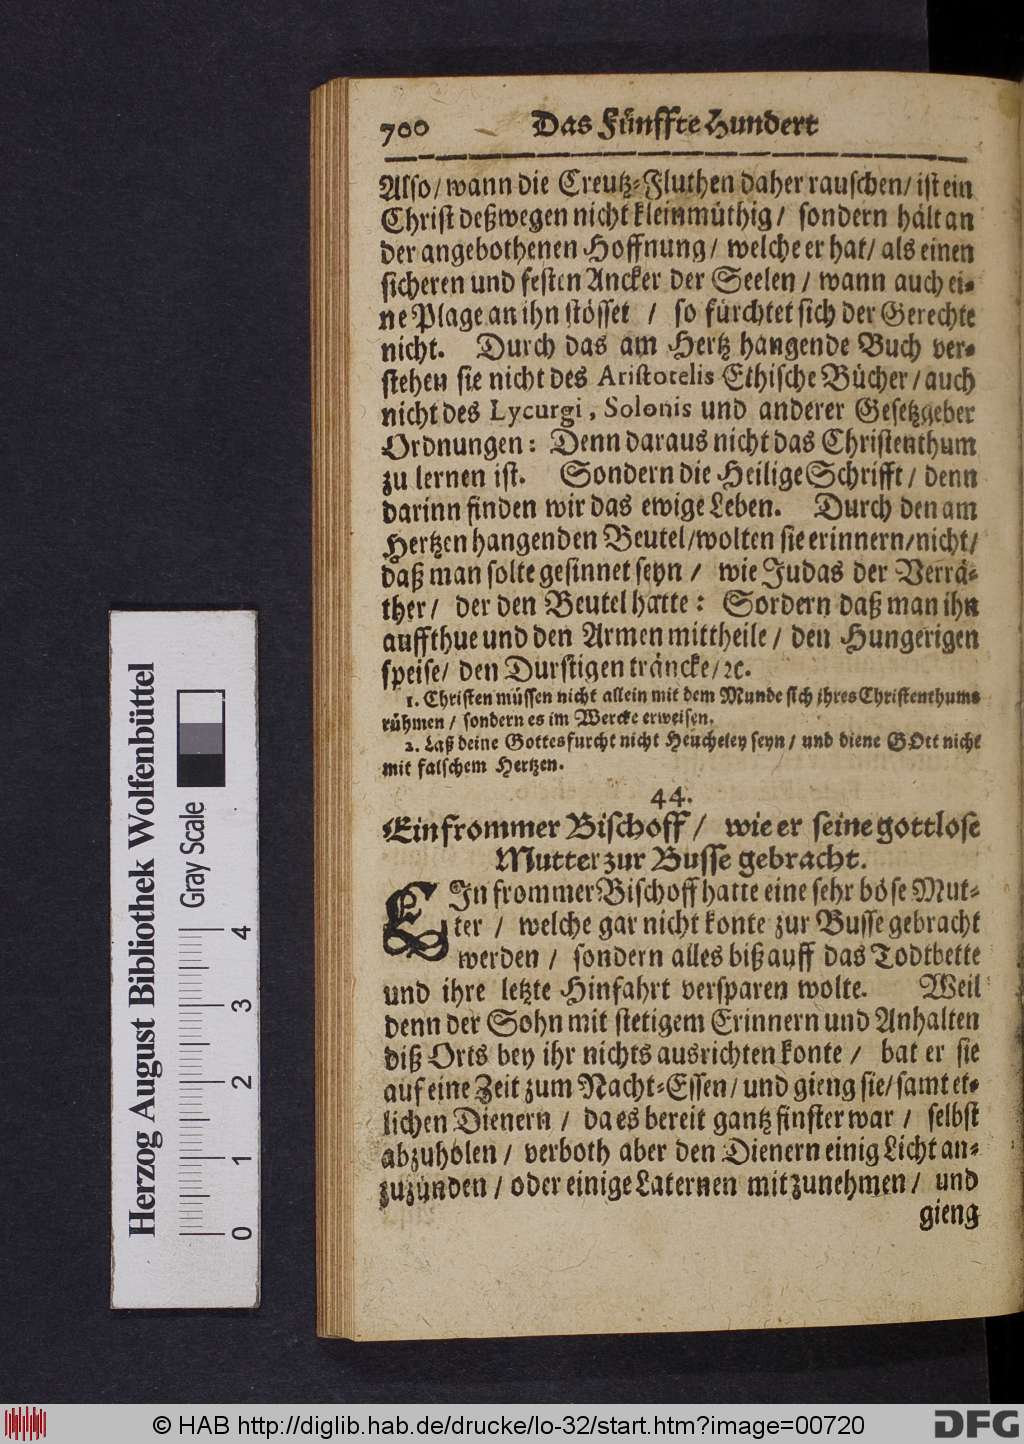 700 Das Fünffte Hundert
Also/ wann die Creutz-Fluthen daher rauschen/ ist ein
Christ deßwegen nicht kleinmüthig/ sondern hält an
der angebothenen Hoffnung/ welche er hat/ als einen
sicheren und festen Ancker der Seelen/ wann auch ei-
ne Plage an ihn stösset / so fürchtet sich der Gerechte
nicht. Durch das am Hertz hangende Buch ver-
stehen sie nicht des Aristotelis Ethische Bücher/ auch
nicht des Lycurgi, Solonis und anderer Gesetzgeber
Ordnungen: Denn daraus nicht das Christenthum
zu lernen ist. Sondern die Heilige Schrifft/ denn
darinn finden wir das ewige Leben. Durch den am
Hertzen hangenden Beutel/ wolten sie erinnern/ nicht/
daß man solte gesinnet seyn / wie Judas der Verrä-
ther/ der den Beutel hatte: Sordern daß man ihn
auffthue und den Armen mittheile/ den Hungerigen
speise/ den Durstigen träncke/ ꝛc.
1. Christen müssen nicht allein mit dem Munde sich ihres Christenthums
rühmen/ sondern es im Wercke erweisen.
2. Laß deine Gottesfurcht nicht Heucheley seyn/ und diene GOtt nicht
mit falschem Hertzen.
44.
Ein frommer Bischoff/ wie er seine gottlose
Mutter zur Busse gebracht.
EIn frommer Bischoff hatte eine sehr böse Mut-
ter / welche gar nicht konte zur Busse gebracht
werden / sondern alles biß auff das Todtbette
und ihre letzte Hinfahrt versparen wolte. Weil
denn der Sohn mit stetigem Erinnern und Anhalten
diß Orts bey ihr nichts ausrichten konte / bat er sie
auf eine Zeit zum Nacht-Essen/ und gieng sie/ samt et-
lichen Dienern / da es bereit gantz finster war / selbst
abzuholen / verboth aber den Dienern einig Licht an-
zuzünden / oder einige Laternen mitzunehmen / und
gieng
Herzog August Bibliothek Wolfenbüttel
Gray Scale
0 1 2 3 4
© HAB http://diglib.hab.de/drucke/lo-32/start.htm?image=00720
DFG